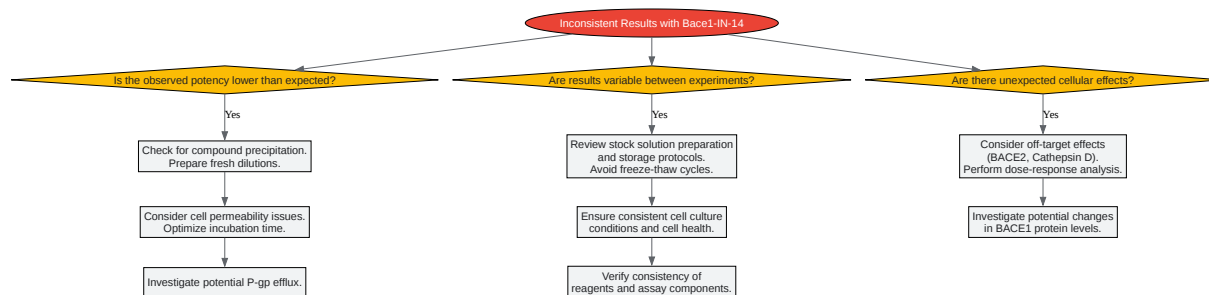 Inconsistent Results with Bace1-IN-14
Is the observed potency lower than expected?
Are results variable between experiments?
Are there unexpected cellular effects?
Yes
Yes
Yes
Check for compound precipitation.
Prepare fresh dilutions.
Review stock solution preparation
and storage protocols.
Avoid freeze-thaw cycles.
Consider off-target effects
(BACE2, Cathepsin D).
Perform dose-response analysis.
Consider cell permeability issues.
Optimize incubation time.
Ensure consistent cell culture
conditions and cell health.
Investigate potential changes
in BACE1 protein levels.
Investigate potential P-gp efflux.
Verify consistency of
reagents and assay components.